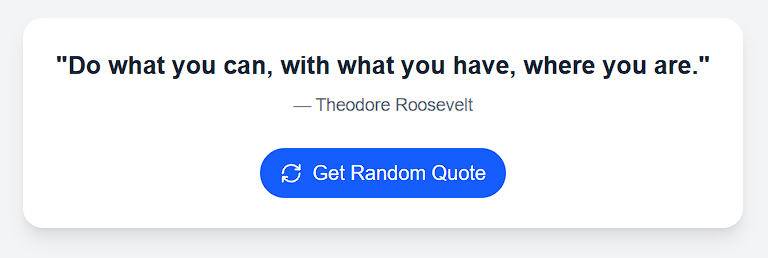 "Do what you can, with what you have, where you are."
— Theodore Roosevelt
Get Random Quote